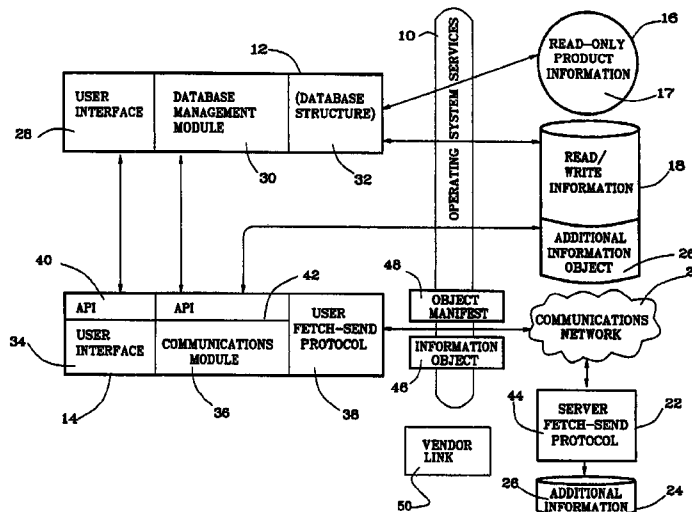 12
10
16
READ-ONLY
PRODUCT
INFORMATION
17
USER
INTERFACE
DATABASE
MANAGEMENT
MODULE
(DATABASE
STRUCTURE)
28
30
32
OPERATING SYSTEM SERVICES
READ/
WRITE
INFORMATION
18
ADDITIONAL
INFORMATION
OBJECT
26
40
42
48
API
API
USER
FETCH-SEND
PROTOCOL
USER
INTERFACE
COMMUNICATIONS
MODULE
34
14
36
38
OBJECT
MANIFEST
INFORMATION
OBJECT
46
COMMUNICATIONS
NETWORK
44
SERVER
FETCH-SEND
PROTOCOL
22
VENDOR
LINK
50
26
ADDITIONAL
INFORMATION
24